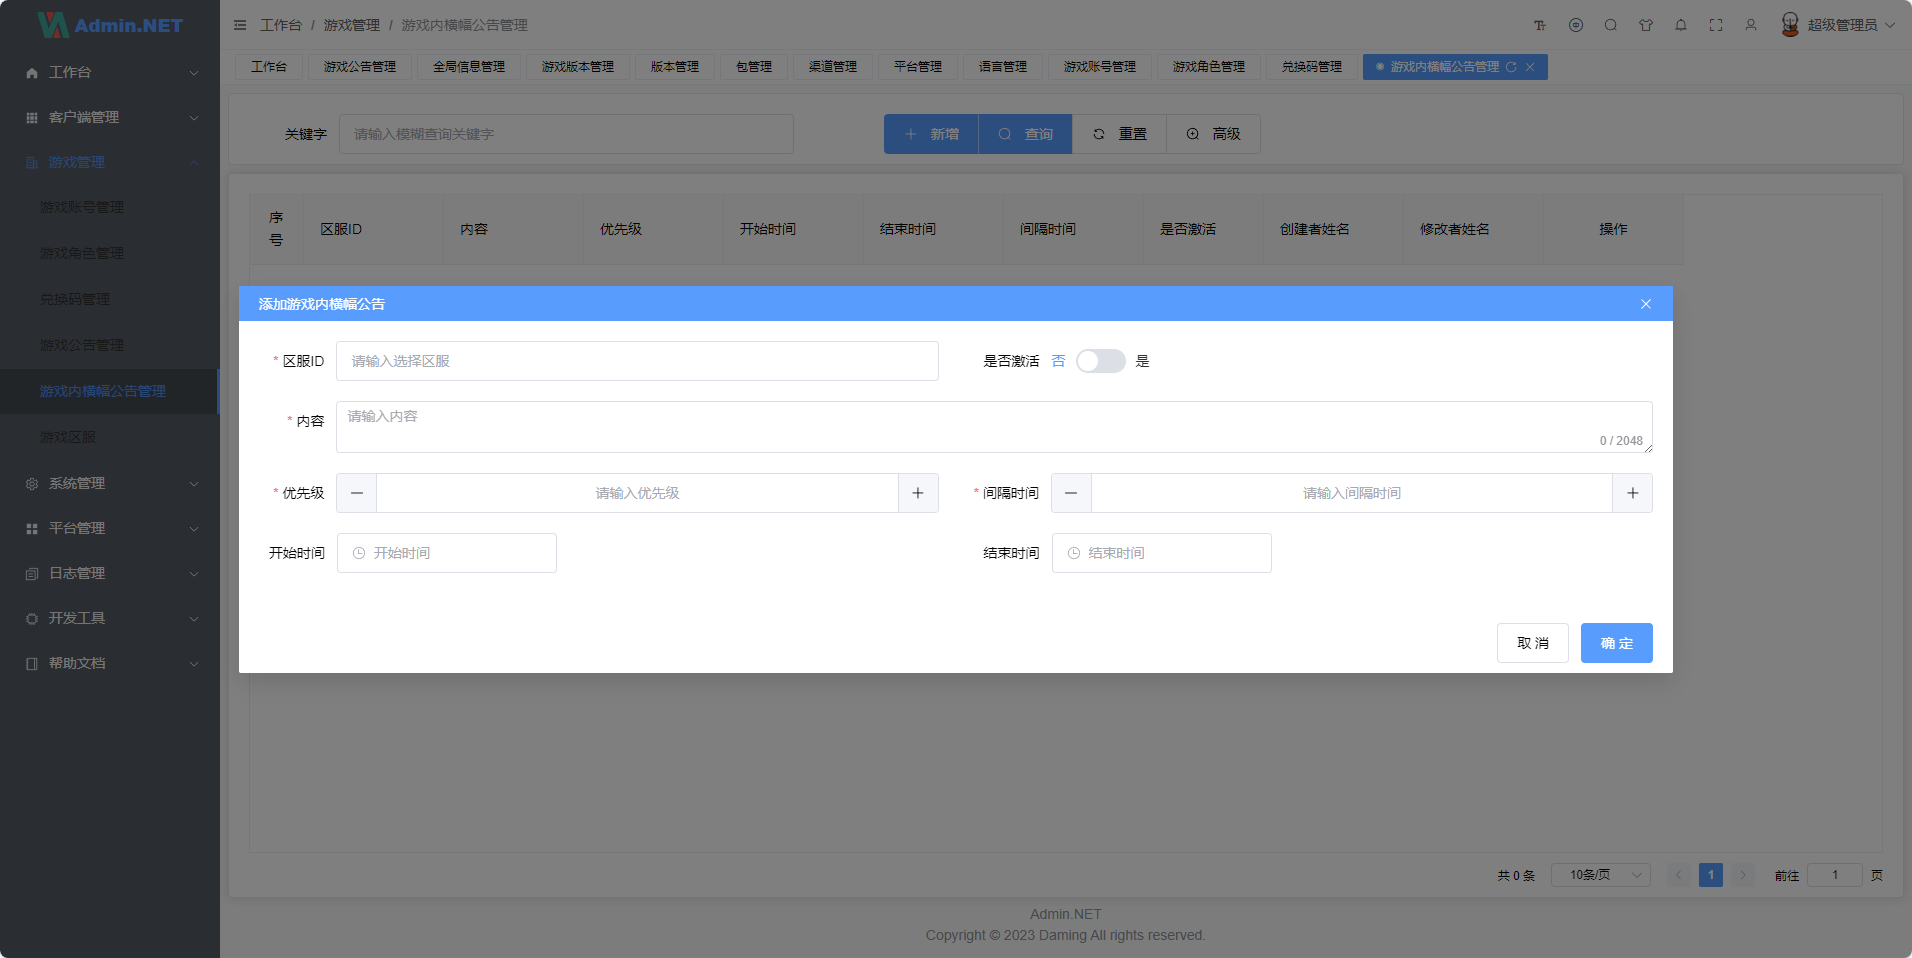 Admin.NET
工作台
客户端管理
游戏管理
游戏账号管理
游戏角色管理
兑换码管理
游戏公告管理
游戏内横幅公告管理
游戏区服
系统管理
平台管理
日志管理
开发工具
帮助文档
工作台 / 游戏管理 / 游戏内横幅公告管理
超级管理员
工作台 游戏公告管理 全局信息管理 游戏版本管理 版本管理 包管理 渠道管理 平台管理 语言管理 游戏账号管理 游戏角色管理 兑换码管理 游戏内横幅公告管理
关键字 请输入模糊查询关键字 新增 查询 重置 高级
序号 区服ID 内容 优先级 开始时间 结束时间 间隔时间 是否激活 创建者姓名 修改者姓名 操作
添加游戏内横幅公告
* 区服ID 请输入选择区服 是否激活 否 是
* 内容 请输入内容
0 / 2048
* 优先级 请输入优先级 * 间隔时间 请输入间隔时间
开始时间 开始时间 结束时间 结束时间
取 消 确 定
共 0 条 10条/页 1 前往 1 页
Admin.NET
Copyright © 2023 Daming All rights reserved.